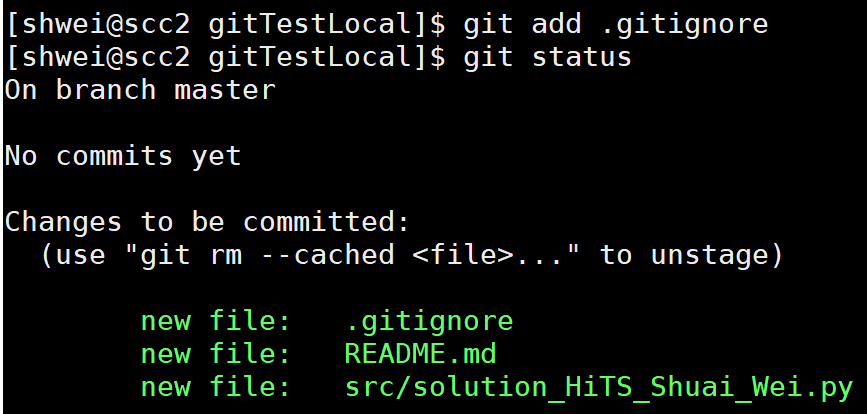 [shwei@scc2 gitTestLocal]$ git add .gitignore
[shwei@scc2 gitTestLocal]$ git status
On branch master
No commits yet
Changes to be committed:
(use "git rm --cached <file>..." to unstage)
new file: .gitignore
new file: README.md
new file: src/solution_HiTS_Shuai_Wei.py